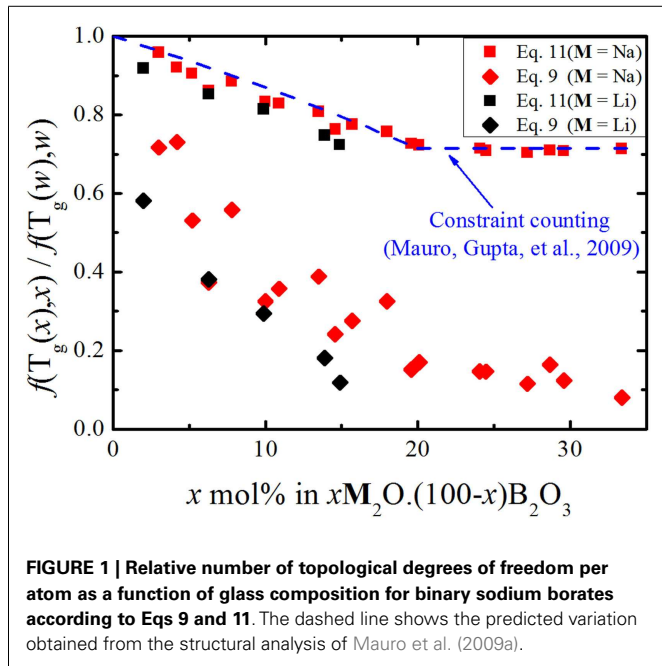 f(T_g(x),x) / f(T_g(w),w)
1.0
0.8
0.6
0.4
0.2
0.0
Eq. 11(M = Na)
Eq. 9 (M = Na)
Eq. 11(M = Li)
Eq. 9 (M = Li)
Constraint counting
(Mauro, Gupta, et al., 2009)
0 10 20 30
x mol% in xM₂O.(100-x)B₂O₃
FIGURE 1 | Relative number of topological degrees of freedom per
atom as a function of glass composition for binary sodium borates
according to Eqs 9 and 11. The dashed line shows the predicted variation
obtained from the structural analysis of Mauro et al. (2009a).